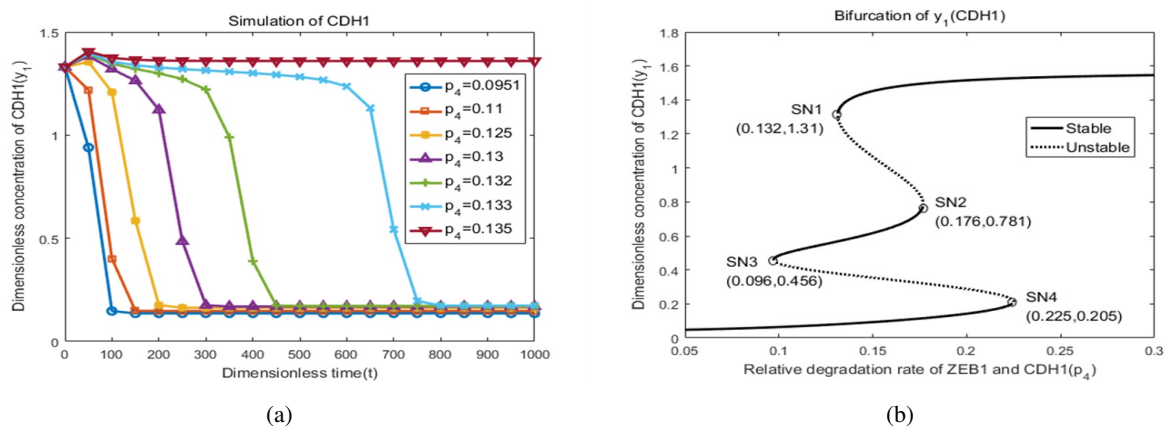 Simulation of CDH1
Dimensionless concentration of CDH1(y₁)
1.5
1
0.5
0
p₄=0.0951
p₄=0.11
p₄=0.125
p₄=0.13
p₄=0.132
p₄=0.133
p₄=0.135
0 100 200 300 400 500 600 700 800 900 1000
Dimensionless time(t)
(a)
Bifurcation of y₁(CDH1)
Dimensionless concentration of CDH1(y₁)
1.8
1.6
1.4
1.2
1
0.8
0.6
0.4
0.2
0
SN1
(0.132,1.31)
Stable
Unstable
SN2
(0.176,0.781)
SN3
(0.096,0.456)
SN4
(0.225,0.205)
0.05 0.1 0.15 0.2 0.25 0.3
Relative degradation rate of ZEB1 and CDH1(p₄)
(b)